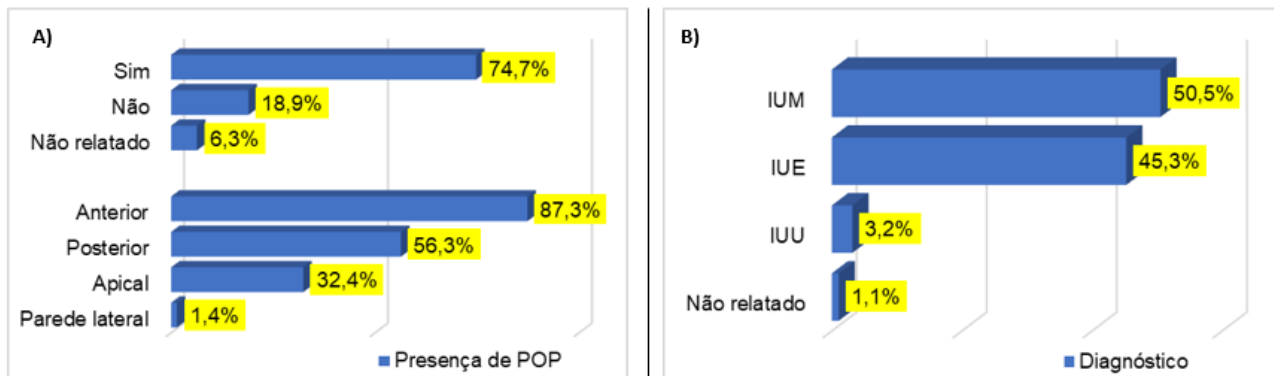 A)
Sim 74,7%
Não 18,9%
Não relatado 6,3%
Anterior 87,3%
Posterior 56,3%
Apical 32,4%
Parede lateral 1,4%
Presença de POP
B)
IUM 50,5%
IUE 45,3%
IUU 3,2%
Não relatado 1,1%
Diagnóstico